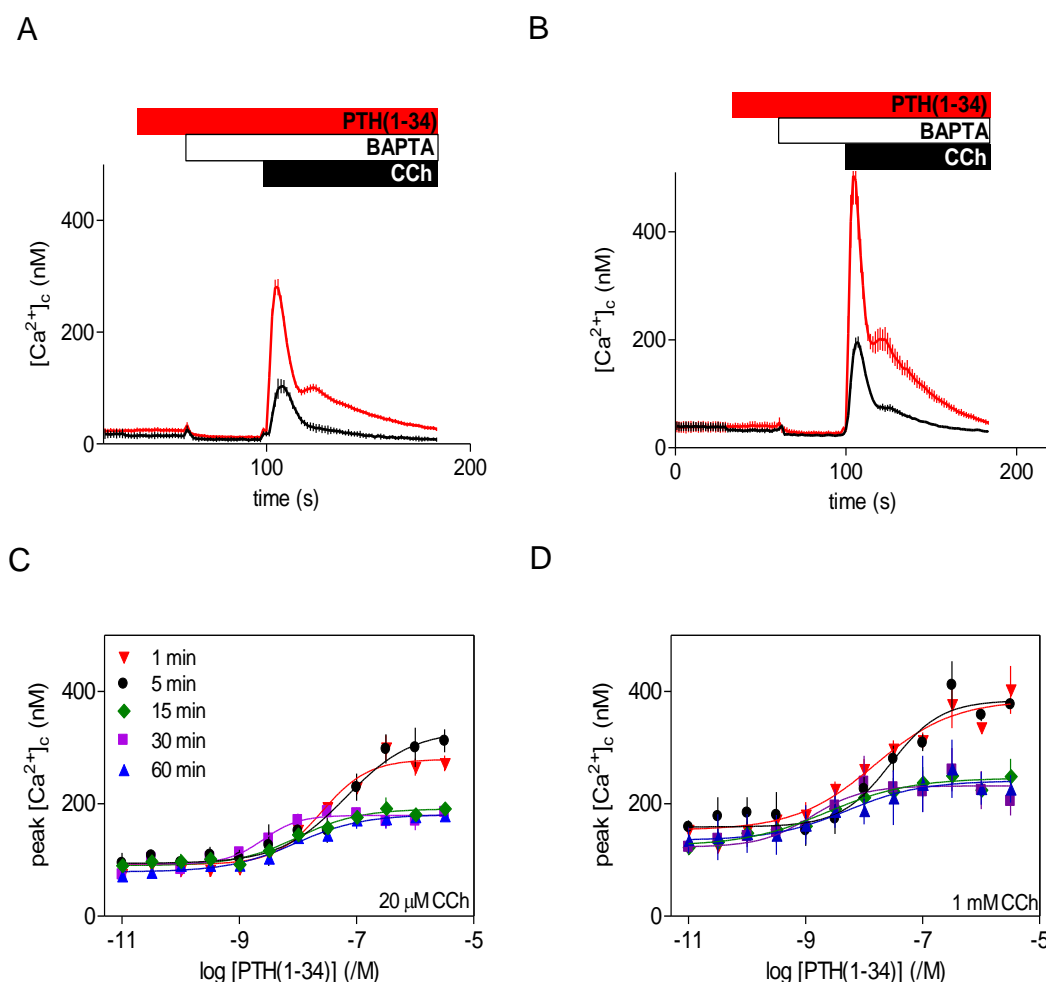 A
PTH(1-34)
BAPTA
CCh
400
200
0
[Ca²⁺]c (nM)
100
200
time (s)
B
PTH(1-34)
BAPTA
CCh
400
200
0
[Ca²⁺]c (nM)
0
100
200
time (s)
C
1 min
5 min
15 min
30 min
60 min
400
200
0
peak [Ca²⁺]c (nM)
20 μM CCh
-11
-9
-7
-5
log [PTH(1-34)] (/M)
D
400
200
0
peak [Ca²⁺]c (nM)
1 mM CCh
-11
-9
-7
-5
log [PTH(1-34)] (/M)